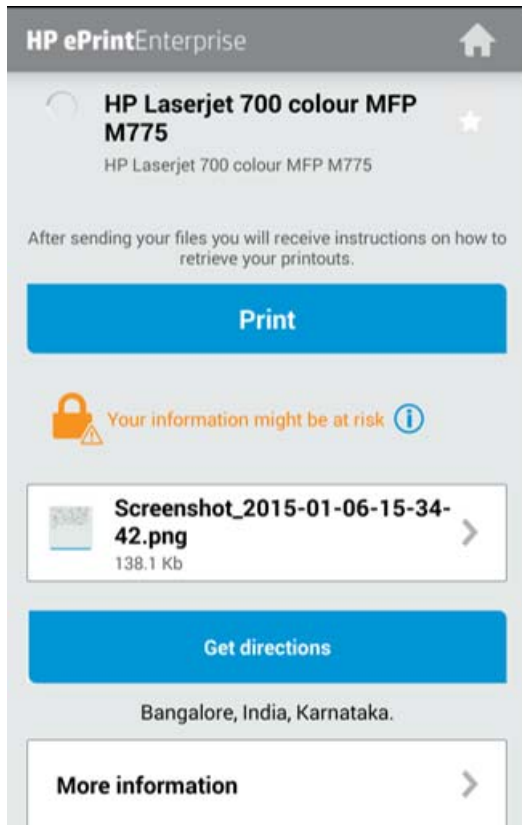 HP ePrintEnterprise
HP Laserjet 700 colour MFP
M775
HP Laserjet 700 colour MFP M775
After sending your files you will receive instructions on how to
retrieve your printouts.
Print
Your information might be at risk
Screenshot_2015-01-06-15-34-
42.png
138.1 Kb
Get directions
Bangalore, India, Karnataka.
More information